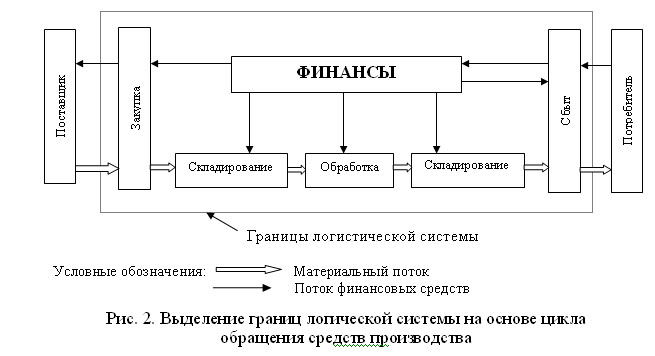 ФИНАНСЫ
Поставщик
Закупка
Сбыт
Потребитель
Складирование
Обработка
Складирование
Границы логистической системы
Условные обозначения:
Материальный поток
Поток финансовых средств
Рис. 2. Выделение границ логической системы на основе цикла
обращения средств производства